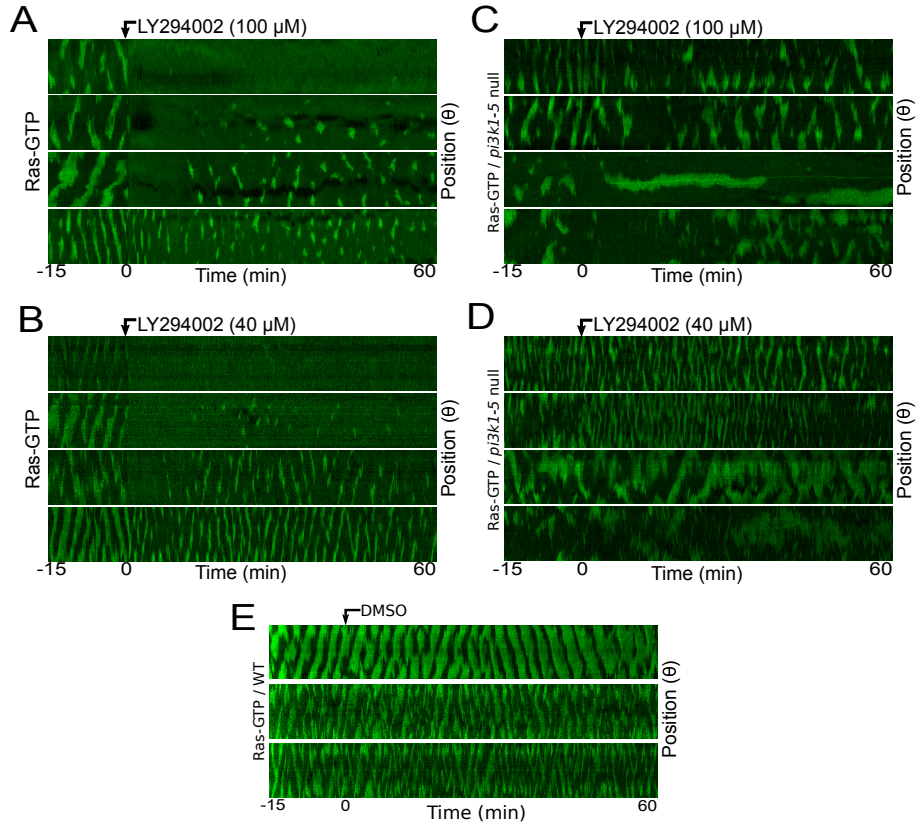 A
LY294002 (100 μM)
Ras-GTP
Position (θ)
-15
0
Time (min)
60
C
LY294002 (100 μM)
Ras-GTP / pi3k1-5 null
Position (θ)
-15
0
Time (min)
60
B
LY294002 (40 μM)
Ras-GTP
Position (θ)
-15
0
Time (min)
60
D
LY294002 (40 μM)
Ras-GTP / pi3k1-5 null
Position (θ)
-15
0
Time (min)
60
E
DMSO
Ras-GTP / WT
Position (θ)
-15
0
Time (min)
60